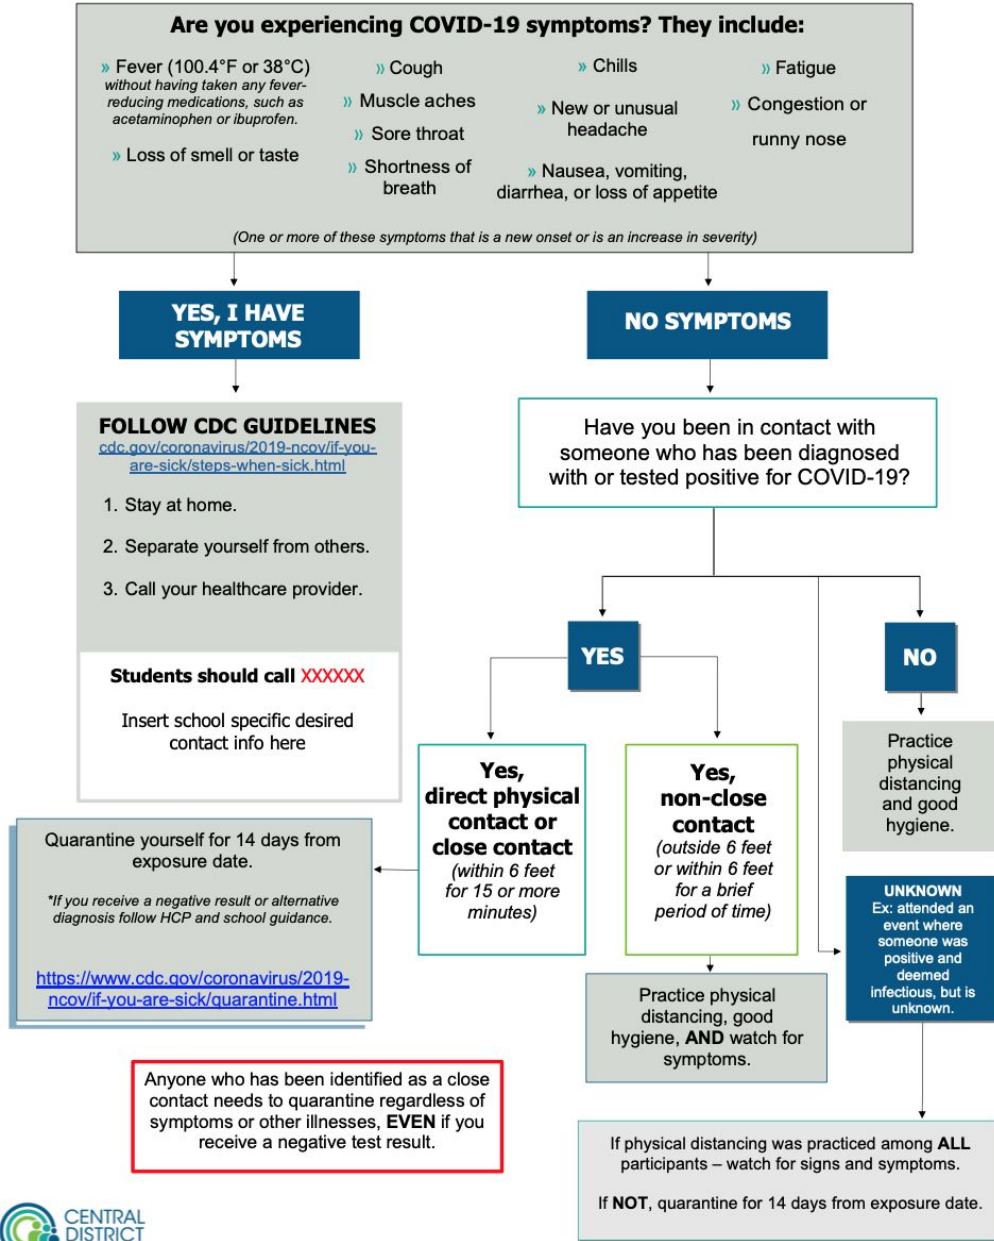 Are you experiencing COVID-19 symptoms? They include:
» Fever (100.4°F or 38°C)
without having taken any fever-
reducing medications, such as
acetaminophen or ibuprofen.
» Loss of smell or taste
» Cough
» Muscle aches
» Sore throat
» Shortness of
breath
» Chills
» New or unusual
headache
» Nausea, vomiting,
diarrhea, or loss of appetite
» Fatigue
» Congestion or
runny nose
(One or more of these symptoms that is a new onset or is an increase in severity)
YES, I HAVE
SYMPTOMS
FOLLOW CDC GUIDELINES
cdc.gov/coronavirus/2019-ncov/if-you-
are-sick/steps-when-sick.html
1. Stay at home.
2. Separate yourself from others.
3. Call your healthcare provider.
Students should call XXXXXX
Insert school specific desired
contact info here
NO SYMPTOMS
Have you been in contact with
someone who has been diagnosed
with or tested positive for COVID-19?
YES
NO
Yes,
direct physical
contact or
close contact
(within 6 feet
for 15 or more
minutes)
Yes,
non-close
contact
(outside 6 feet
or within 6 feet
for a brief
period of time)
Practice
physical
distancing
and good
hygiene.
Quarantine yourself for 14 days from
exposure date.
*If you receive a negative result or alternative
diagnosis follow HCP and school guidance.
https://www.cdc.gov/coronavirus/2019-
ncov/if-you-are-sick/quarantine.html
UNKNOWN
Ex: attended an
event where
someone was
positive and
deemed
infectious, but is
unknown.
Practice physical
distancing, good
hygiene, AND watch for
symptoms.
Anyone who has been identified as a close
contact needs to quarantine regardless of
symptoms or other illnesses, EVEN if you
receive a negative test result.
If physical distancing was practiced among ALL
participants – watch for signs and symptoms.
If NOT, quarantine for 14 days from exposure date.
CENTRAL
DISTRICT